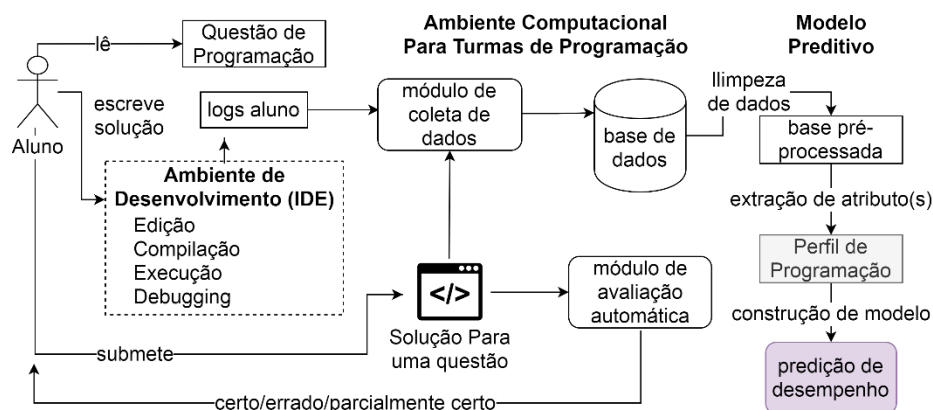 Ambiente Computacional
Para Turmas de Programação
Modelo
Preditivo
lê
Questão de
Programação
Aluno
escreve
solução
logs aluno
módulo de
coleta de
dados
base de
dados
llimpeza
de dados
base pré-
processada
Ambiente de
Desenvolvimento (IDE)
Edição
Compilação
Execução
Debugging
extração de atributo(s)
Perfil de
Programação
</>
Solução Para
uma questão
módulo de
avaliação
automática
construção de modelo
submete
predição de
desempenho
certo/errado/parcialmente certo